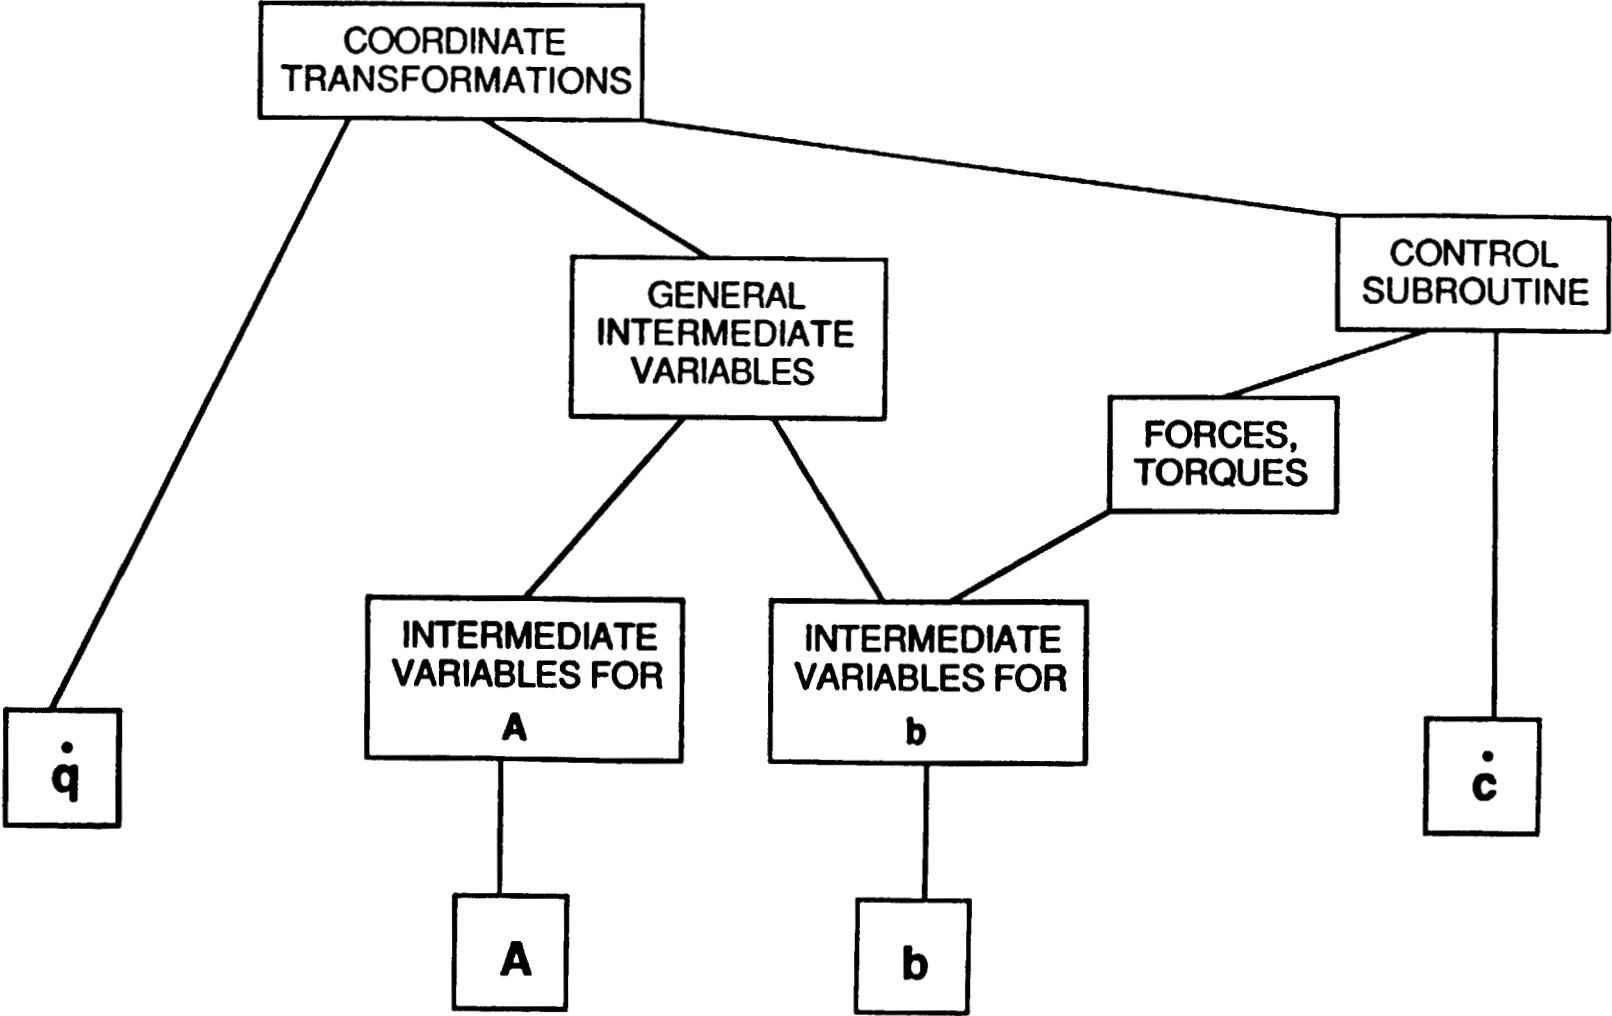 COORDINATE
TRANSFORMATIONS
CONTROL
SUBROUTINE
GENERAL
INTERMEDIATE
VARIABLES
FORCES,
TORQUES
INTERMEDIATE
VARIABLES FOR
A
INTERMEDIATE
VARIABLES FOR
b
q̇
ċ
A
b